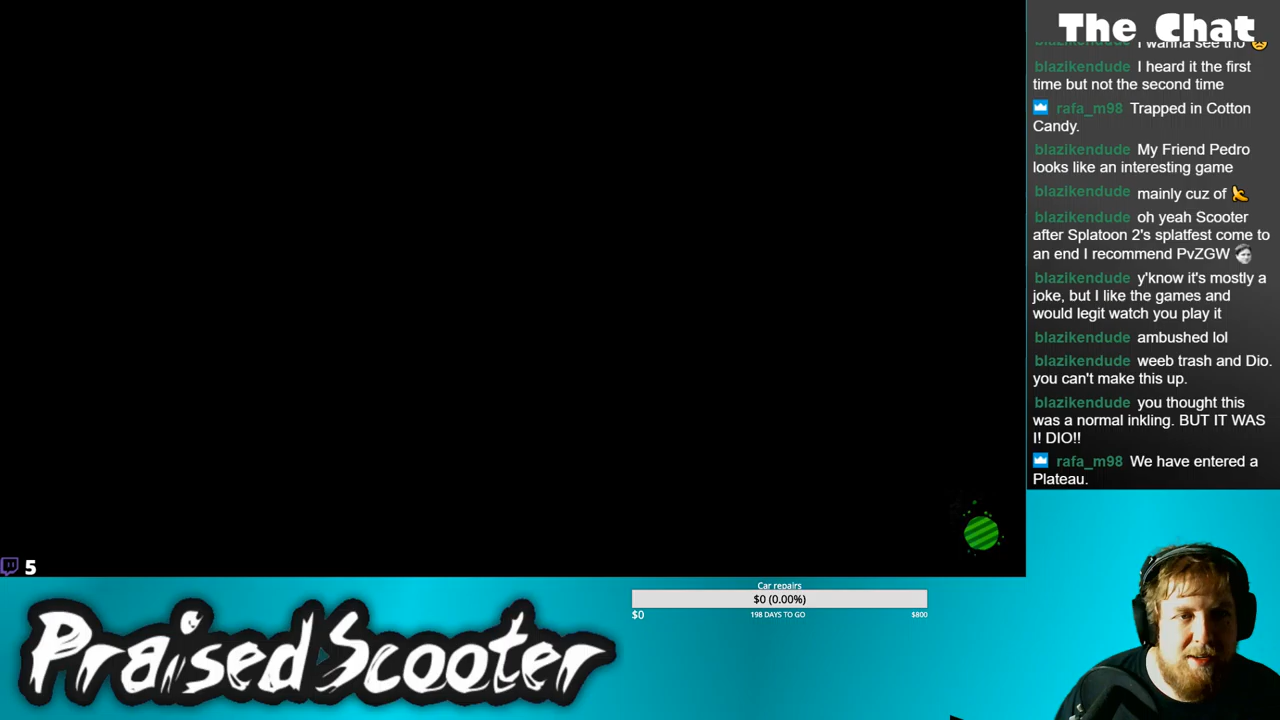 The Chat
blazikendude I wanna see tho
blazikendude I heard it the first
time but not the second time
rafa_m98 Trapped in Cotton
Candy.
blazikendude My Friend Pedro
looks like an interesting game
blazikendude mainly cuz of
blazikendude oh yeah Scooter
after Splatoon 2's splatfest come to
an end I recommend PvZGW
blazikendude y'know it's mostly a
joke, but I like the games and
would legit watch you play it
blazikendude ambushed lol
blazikendude weeb trash and Dio.
you can't make this up.
blazikendude you thought this
was a normal inkling. BUT IT WAS
I! DIO!!
rafa_m98 We have entered a
Plateau.
5
Car repairs
$0 (0.00%)
$0 198 DAYS TO GO $800
PraisedScooter